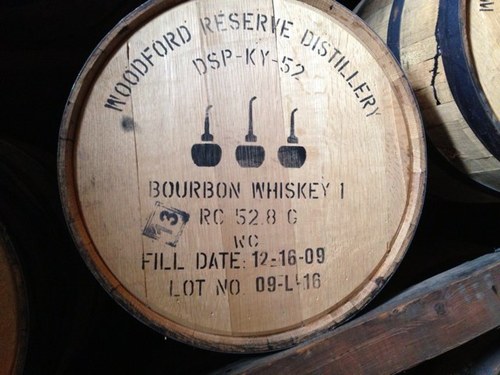 WOODFORD RESERVE DISTILLERY
DSP-KY-52
BOURBON WHISKEY 1
13
RC 52.8 G
WC
FILL DATE: 12-16-09
LOT NO. 09-L-16